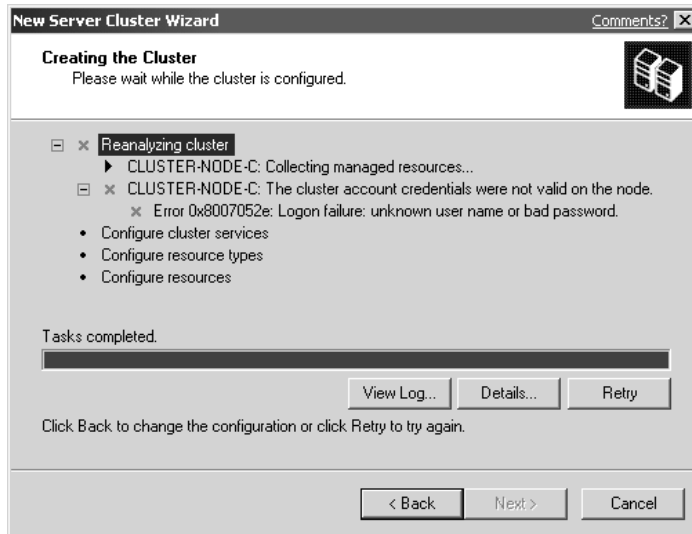 New Server Cluster Wizard Comments?
Creating the Cluster
Please wait while the cluster is configured.
Reanalyzing cluster
CLUSTER-NODE-C: Collecting managed resources...
CLUSTER-NODE-C: The cluster account credentials were not valid on the node.
Error 0x8007052e: Logon failure: unknown user name or bad password.
Configure cluster services
Configure resource types
Configure resources
Tasks completed.
View Log... Details... Retry
Click Back to change the configuration or click Retry to try again.
< Back Next > Cancel